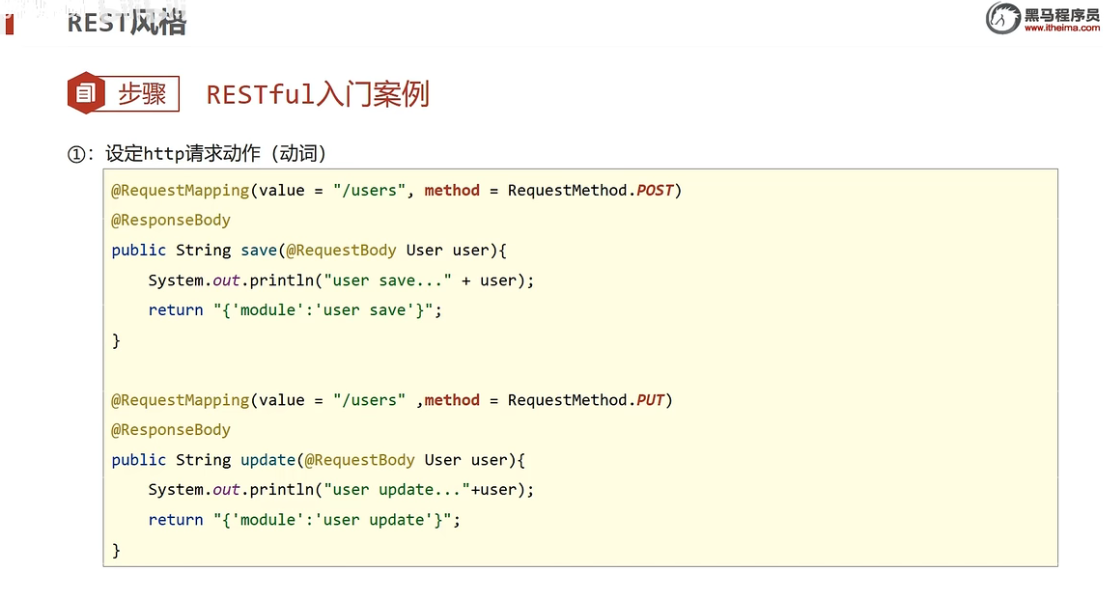 REST风格
黑马程序员
www.itheima.com
步骤 RESTful入门案例
①：设定http请求动作（动词）
@RequestMapping(value = "/users", method = RequestMethod.POST)
@ResponseBody
public String save(@RequestBody User user){
    System.out.println("user save..." + user);
    return "{'module':'user save'}";
}
@RequestMapping(value = "/users" ,method = RequestMethod.PUT)
@ResponseBody
public String update(@RequestBody User user){
    System.out.println("user update..."+user);
    return "{'module':'user update'}";
}